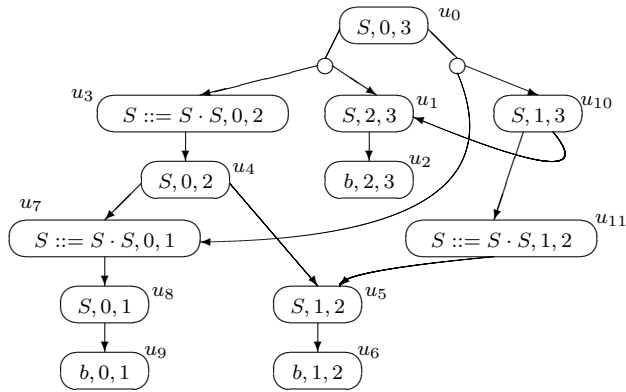 u0
S, 0, 3
u3
u1
u10
S ::= S · S, 0, 2
S, 2, 3
S, 1, 3
u4
u2
S, 0, 2
b, 2, 3
u7
u11
S ::= S · S, 0, 1
S ::= S · S, 1, 2
u8
u5
S, 0, 1
S, 1, 2
u9
u6
b, 0, 1
b, 1, 2